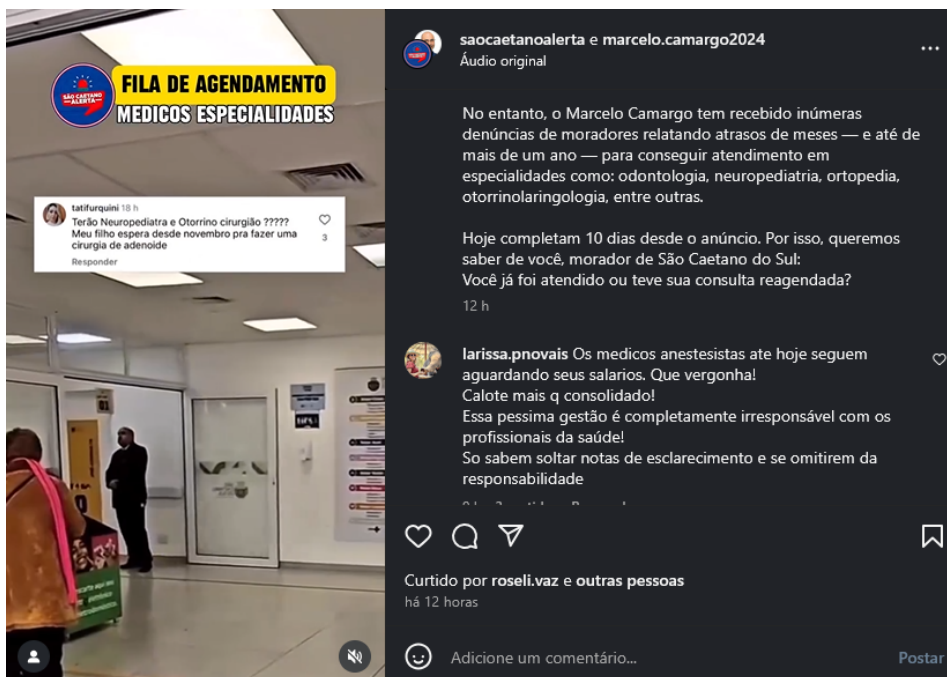 SÃO CAETANO
ALERTA
FILA DE AGENDAMENTO
MEDICOS ESPECIALIDADES
tatifurquini 18 h
Terão Neuropediatra e Otorrino cirurgião ?????
Meu filho espera desde novembro pra fazer uma
cirurgia de adenoide
3
Responder
01
saocaetanoalerta e marcelo.camargo2024
Áudio original
No entanto, o Marcelo Camargo tem recebido inúmeras
denúncias de moradores relatando atrasos de meses — e até de
mais de um ano — para conseguir atendimento em
especialidades como: odontologia, neuropediatria, ortopedia,
otorrinolaringologia, entre outras.
Hoje completam 10 dias desde o anúncio. Por isso, queremos
saber de você, morador de São Caetano do Sul:
Você já foi atendido ou teve sua consulta reagendada?
12 h
larissa.pnovais Os medicos anestesistas ate hoje seguem
aguardando seus salarios. Que vergonha!
Calote mais q consolidado!
Essa pessima gestão é completamente irresponsável com os
profissionais da saúde!
So sabem soltar notas de esclarecimento e se omitirem da
responsabilidade
Curtido por roseli.vaz e outras pessoas
há 12 horas
Adicione um comentário...
Postar